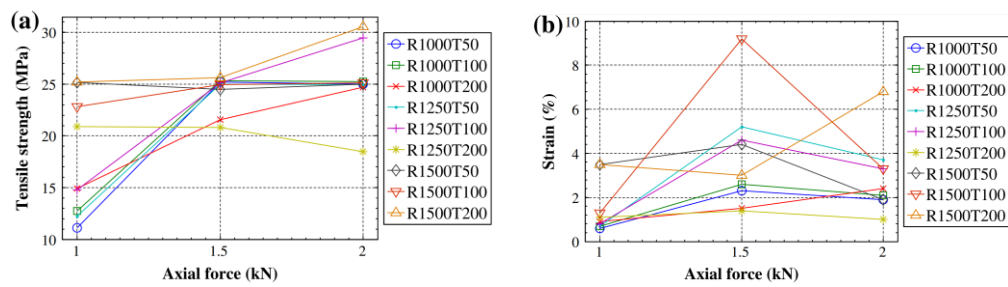 (a)
Tensile strength (MPa)
30
25
20
15
10
1
1.5
2
Axial force (kN)
R1000T50
R1000T100
R1000T200
R1250T50
R1250T100
R1250T200
R1500T50
R1500T100
R1500T200
(b)
Strain (%)
10
8
6
4
2
0
1
1.5
2
Axial force (kN)
R1000T50
R1000T100
R1000T200
R1250T50
R1250T100
R1250T200
R1500T50
R1500T100
R1500T200